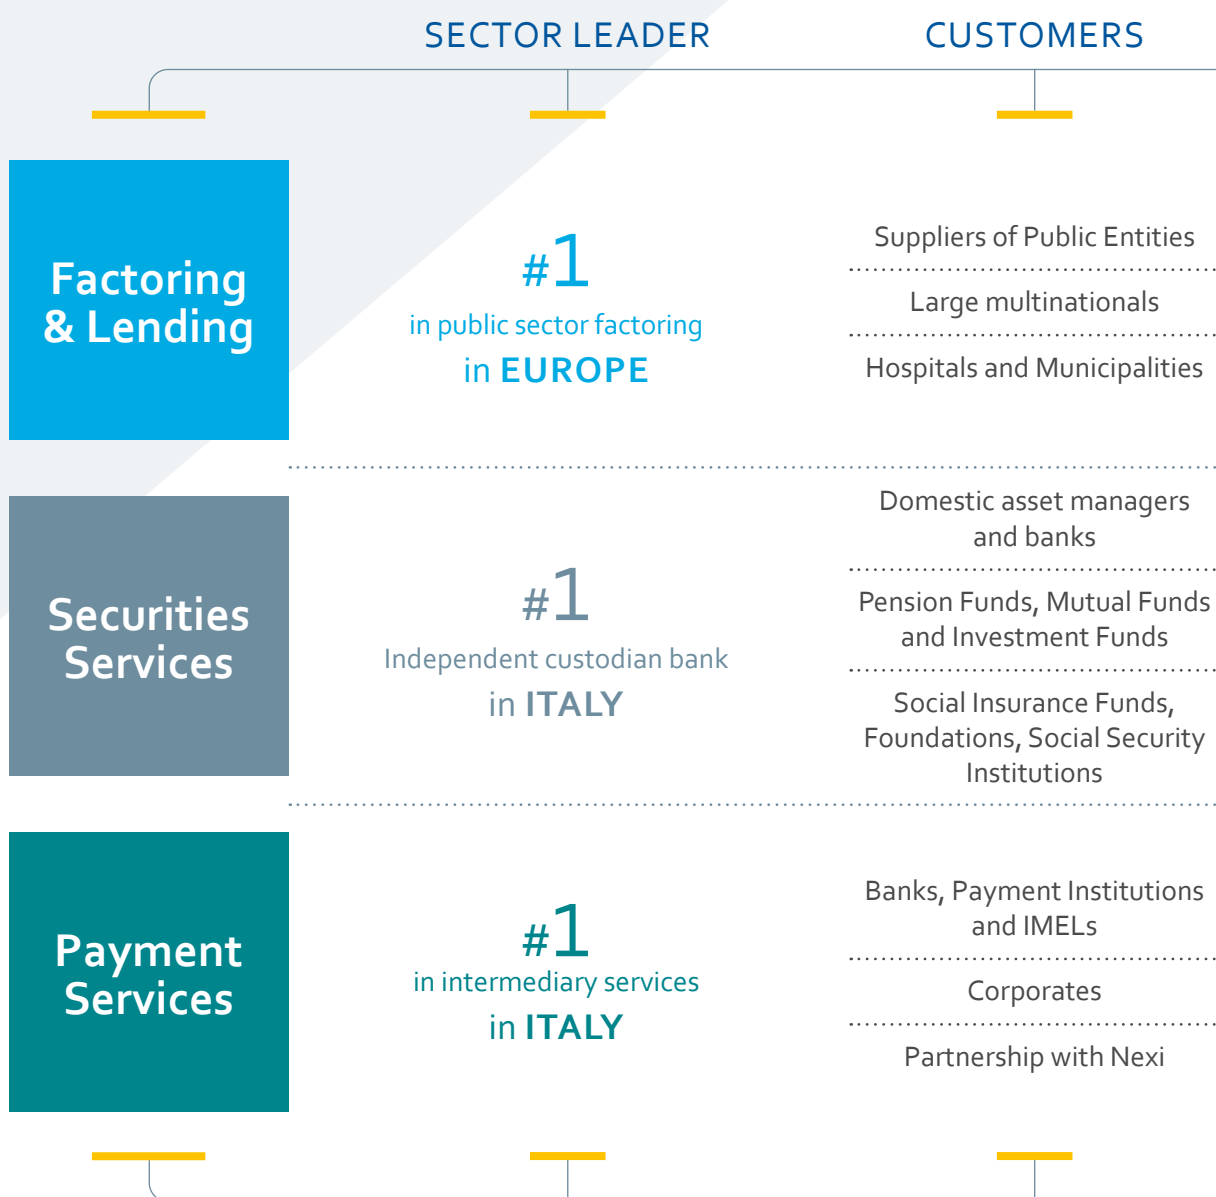 SECTOR LEADER
CUSTOMERS
Factoring
& Lending
#1
in public sector factoring
in EUROPE
Suppliers of Public Entities
Large multinationals
Hospitals and Municipalities
Securities
Services
#1
Independent custodian bank
in ITALY
Domestic asset managers
and banks
Pension Funds, Mutual Funds
and Investment Funds
Social Insurance Funds,
Foundations, Social Security
Institutions
Payment
Services
#1
in intermediary services
in ITALY
Banks, Payment Institutions
and IMELs
Corporates
Partnership with Nexi